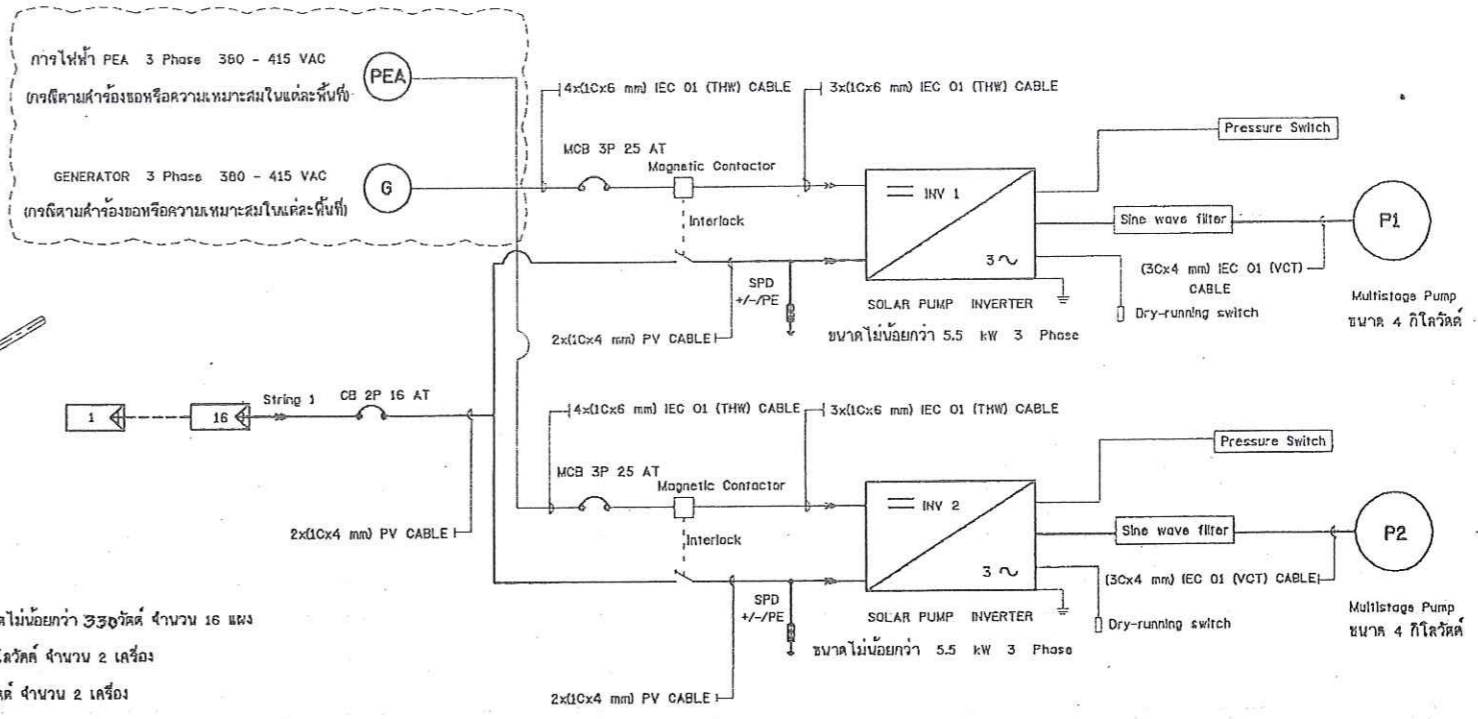 การไฟฟ้า PEA 3 Phase 380 - 415 VAC
(กรณีตามคำร้องขอหรือความเหมาะสมในแต่ละพื้นที่)
PEA
GENERATOR 3 Phase 380 - 415 VAC
(กรณีตามคำร้องขอหรือความเหมาะสมในแต่ละพื้นที่)
G
4x(1Cx6 mm) IEC 01 (THW) CABLE
3x(1Cx6 mm) IEC 01 (THW) CABLE
MCB 3P 25 AT
Magnetic Contactor
Interlock
SPD
+/-/PE
2x(1Cx4 mm) PV CABLE
INV 1
3
SOLAR PUMP INVERTER
ขนาดไม่น้อยกว่า 5.5 kW 3 Phase
Pressure Switch
Sine wave filter
P1
(3Cx4 mm) IEC 01 (VCT)
CABLE
Dry-running switch
Multistage Pump
ขนาด 4 กิโลวัตต์
1
16
String 1
CB 2P 16 AT
2x(1Cx4 mm) PV CABLE
4x(1Cx6 mm) IEC 01 (THW) CABLE
3x(1Cx6 mm) IEC 01 (THW) CABLE
MCB 3P 25 AT
Magnetic Contactor
Interlock
SPD
+/-/PE
2x(1Cx4 mm) PV CABLE
INV 2
3
SOLAR PUMP INVERTER
ขนาดไม่น้อยกว่า 5.5 kW 3 Phase
Pressure Switch
Sine wave filter
P2
(3Cx4 mm) IEC 01 (VCT) CABLE
Dry-running switch
Multistage Pump
ขนาด 4 กิโลวัตต์
ไม่น้อยกว่า 330วัตต์ จำนวน 16 แผง
จำนวน 2 เครื่อง
จำนวน 2 เครื่อง